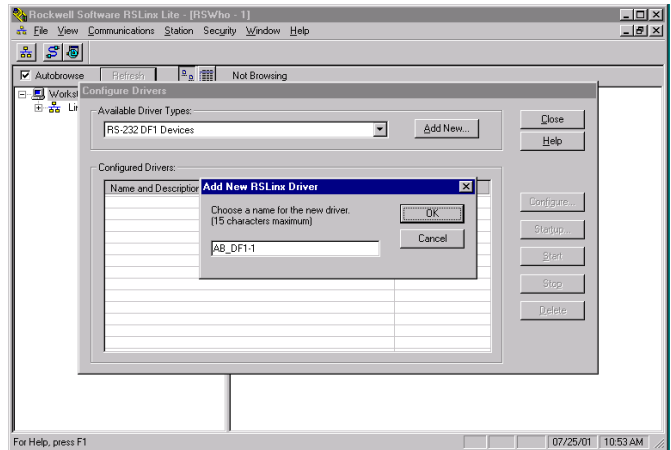 Rockwell Software RSLinx Lite - [RSWho - 1]
File View Communications Station Security Window Help
Autobrowse Refresh Not Browsing
Workst
Lin
Configure Drivers
Available Driver Types:
RS-232 DF1 Devices
Add New...
Close
Help
Configured Drivers:
Name and Description
Add New RSLinx Driver
Choose a name for the new driver.
(15 characters maximum)
AB_DF1-1
OK
Cancel
Configure...
Startup...
Start
Stop
Delete
For Help, press F1
07/25/01 10:53 AM